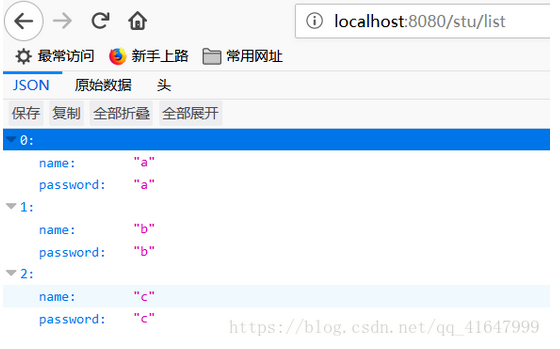 localhost:8080/stu/list
最常访问 新手上路 常用网址
JSON 原始数据 头
保存 复制 全部折叠 全部展开
0:
name: "a"
password: "a"
1:
name: "b"
password: "b"
2:
name: "c"
password: "c"
https://blog.csdn.net/qq_41647999